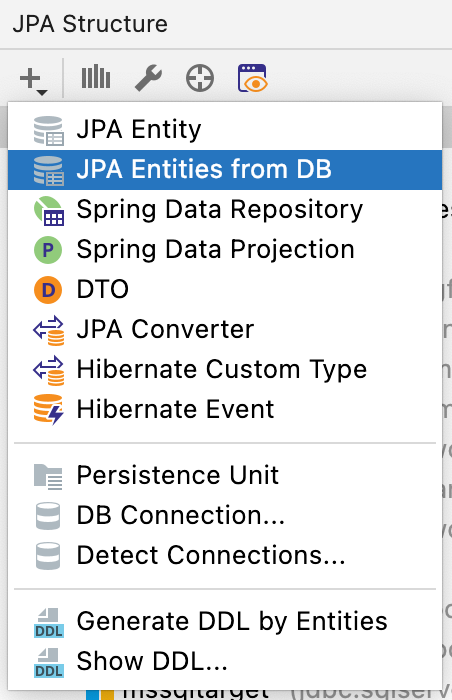 JPA Structure
JPA Entity
JPA Entities from DB
Spring Data Repository
P Spring Data Projection
D DTO
JPA Converter
Hibernate Custom Type
Hibernate Event
Persistence Unit
DB Connection...
Detect Connections...
DDL Generate DDL by Entities
DDL Show DDL...